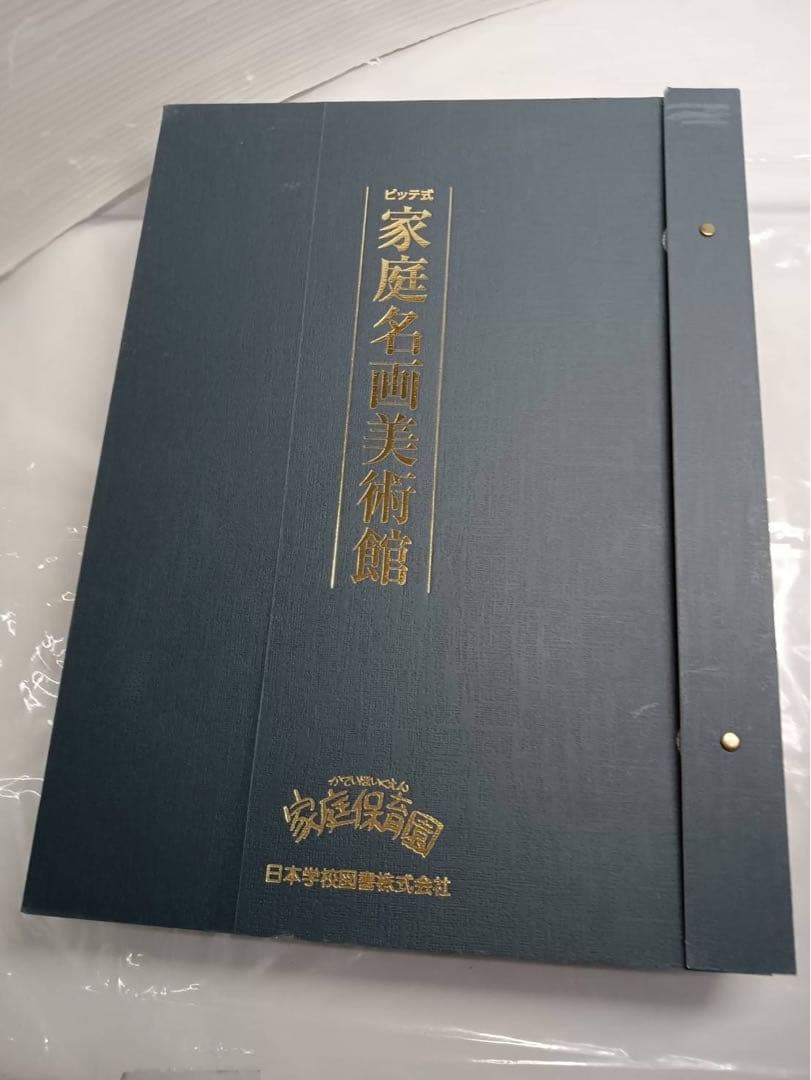 ピッテ式
家庭名画美術館
かていほいくえん
家庭保育園
日本学校図書株式会社